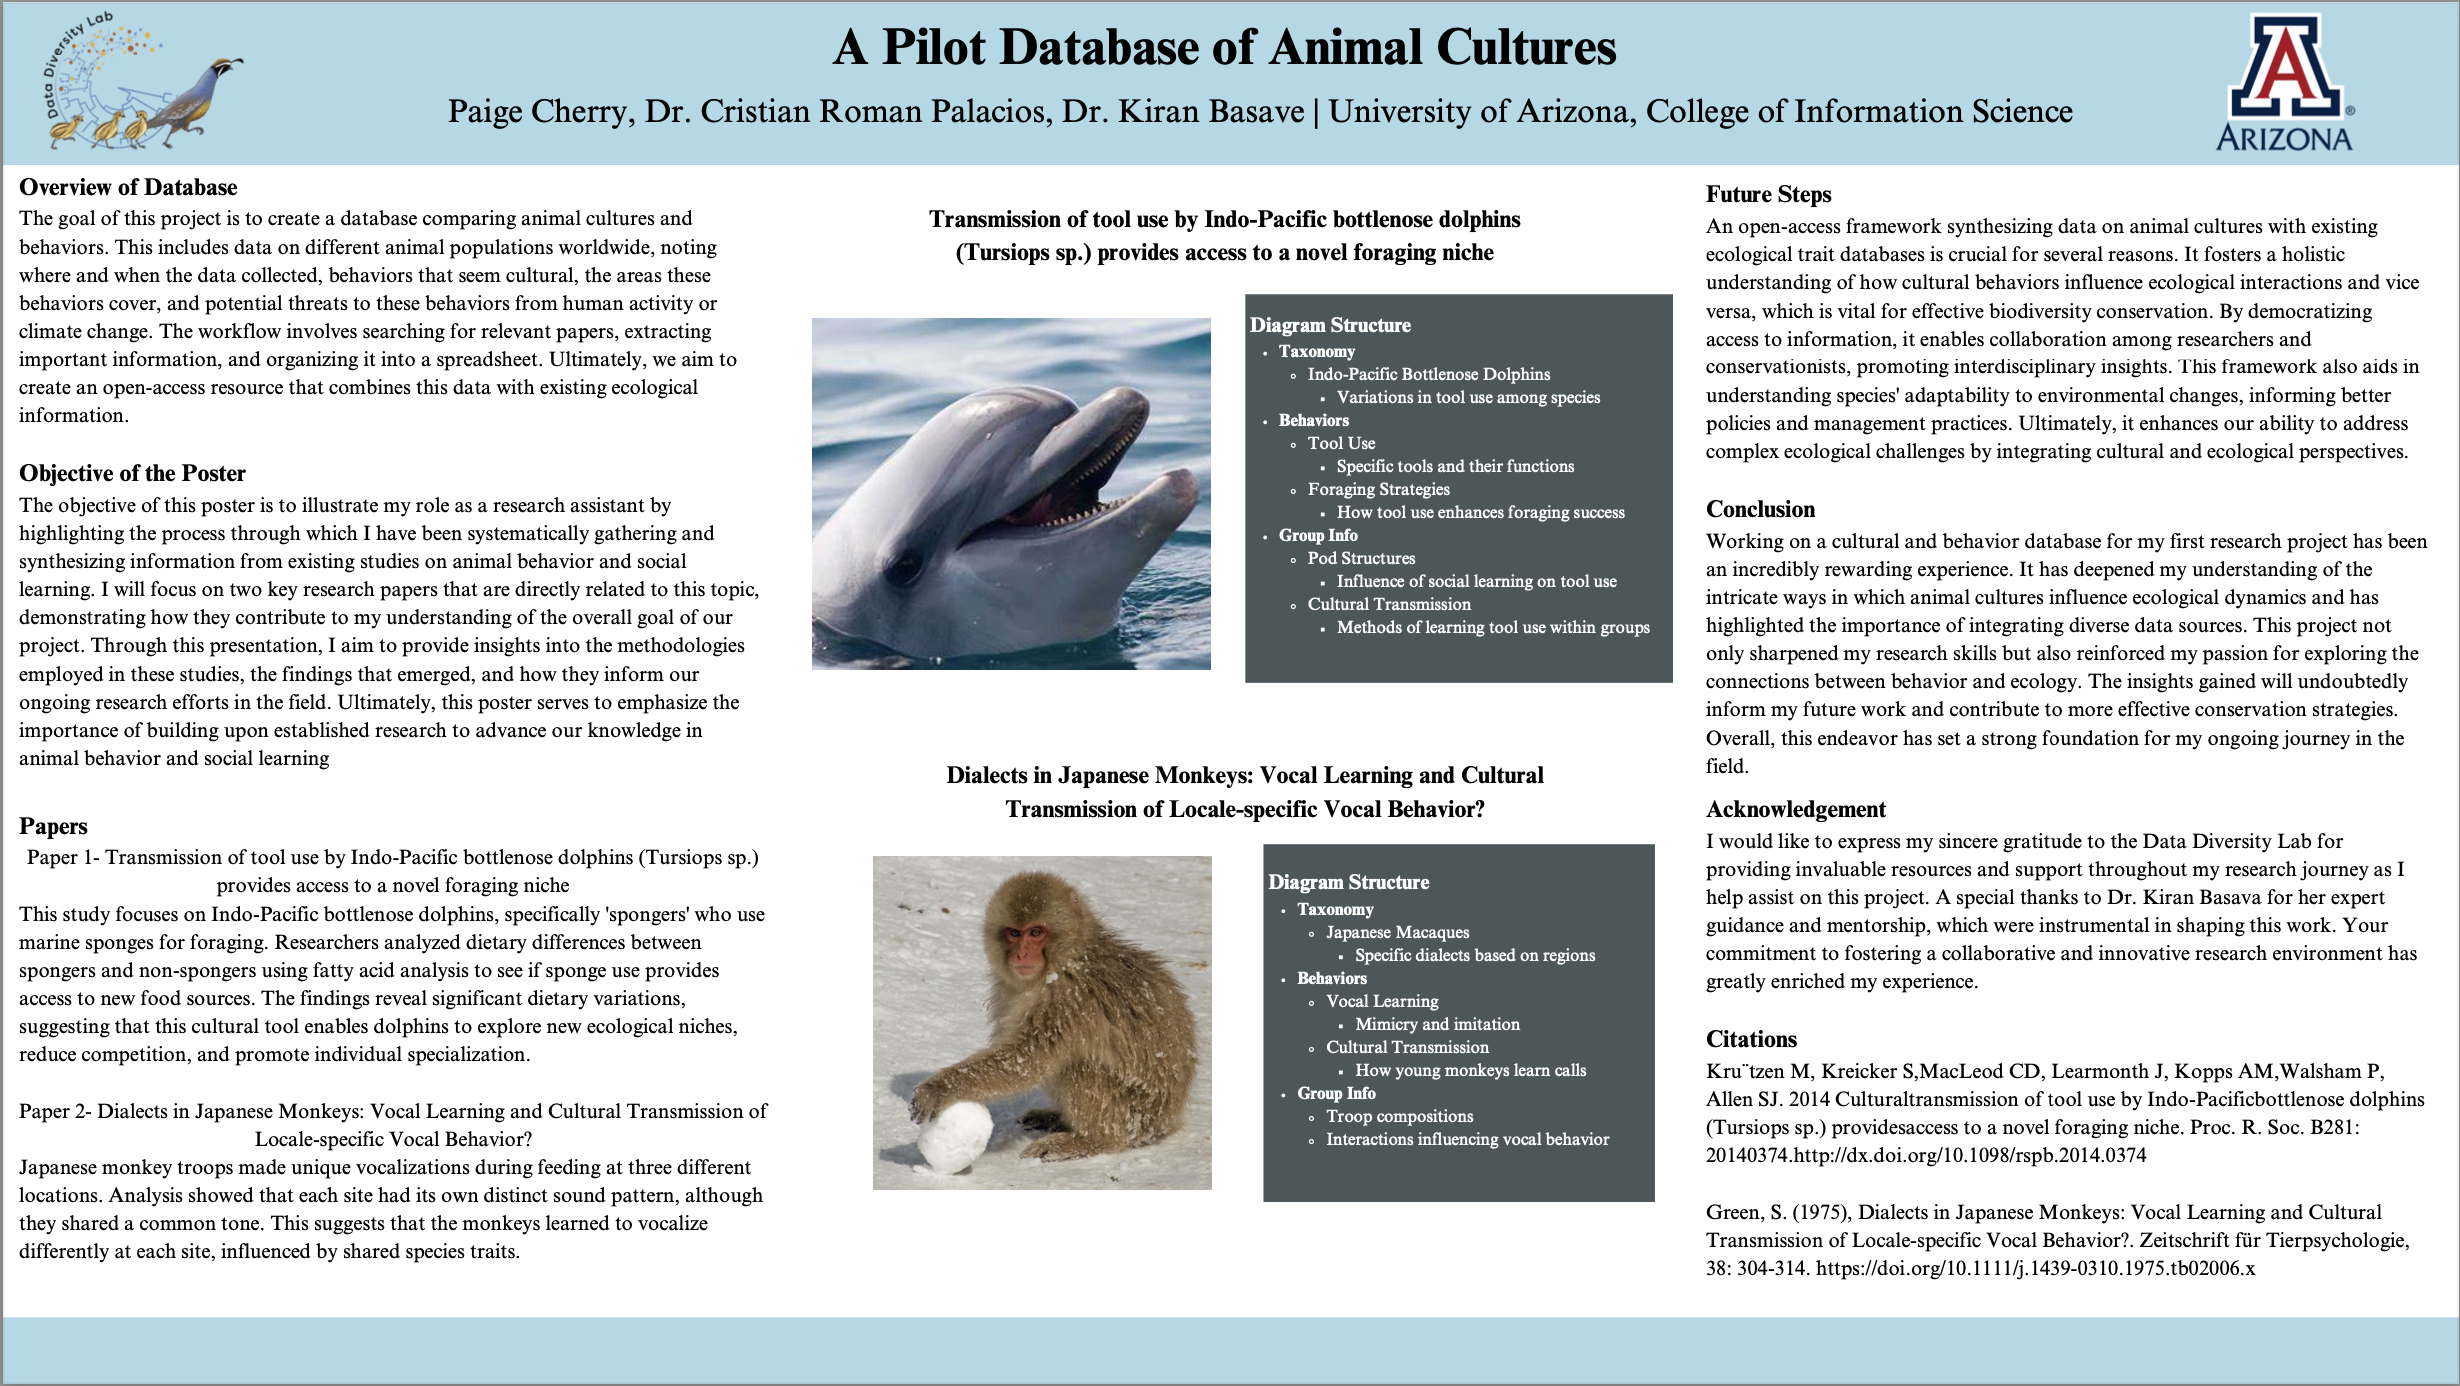 Data Diversity Lab
A Pilot Database of Animal Cultures
Paige Cherry, Dr. Cristian Roman Palacios, Dr. Kiran Basave | University of Arizona, College of Information Science
A
®
ARIZONA
Overview of Database
The goal of this project is to create a database comparing animal cultures and
behaviors. This includes data on different animal populations worldwide, noting
where and when the data collected, behaviors that seem cultural, the areas these
behaviors cover, and potential threats to these behaviors from human activity or
climate change. The workflow involves searching for relevant papers, extracting
important information, and organizing it into a spreadsheet. Ultimately, we aim to
create an open-access resource that combines this data with existing ecological
information.
Objective of the Poster
The objective of this poster is to illustrate my role as a research assistant by
highlighting the process through which I have been systematically gathering and
synthesizing information from existing studies on animal behavior and social
learning. I will focus on two key research papers that are directly related to this topic,
demonstrating how they contribute to my understanding of the overall goal of our
project. Through this presentation, I aim to provide insights into the methodologies
employed in these studies, the findings that emerged, and how they inform our
ongoing research efforts in the field. Ultimately, this poster serves to emphasize the
importance of building upon established research to advance our knowledge in
animal behavior and social learning
Papers
Paper 1- Transmission of tool use by Indo-Pacific bottlenose dolphins (Tursiops sp.)
provides access to a novel foraging niche
This study focuses on Indo-Pacific bottlenose dolphins, specifically 'spongers' who use
marine sponges for foraging. Researchers analyzed dietary differences between
spongers and non-spongers using fatty acid analysis to see if sponge use provides
access to new food sources. The findings reveal significant dietary variations,
suggesting that this cultural tool enables dolphins to explore new ecological niches,
reduce competition, and promote individual specialization.
Paper 2- Dialects in Japanese Monkeys: Vocal Learning and Cultural Transmission of
Locale-specific Vocal Behavior?
Japanese monkey troops made unique vocalizations during feeding at three different
locations. Analysis showed that each site had its own distinct sound pattern, although
they shared a common tone. This suggests that the monkeys learned to vocalize
differently at each site, influenced by shared species traits.
Transmission of tool use by Indo-Pacific bottlenose dolphins
(Tursiops sp.) provides access to a novel foraging niche
Diagram Structure
• Taxonomy
◦ Indo-Pacific Bottlenose Dolphins
▪ Variations in tool use among species
• Behaviors
◦ Tool Use
▪ Specific tools and their functions
◦ Foraging Strategies
▪ How tool use enhances foraging success
• Group Info
◦ Pod Structures
▪ Influence of social learning on tool use
◦ Cultural Transmission
▪ Methods of learning tool use within groups
Dialects in Japanese Monkeys: Vocal Learning and Cultural
Transmission of Locale-specific Vocal Behavior?
Diagram Structure
• Taxonomy
◦ Japanese Macaques
▪ Specific dialects based on regions
• Behaviors
◦ Vocal Learning
▪ Mimicry and imitation
◦ Cultural Transmission
▪ How young monkeys learn calls
• Group Info
◦ Troop compositions
◦ Interactions influencing vocal behavior
Future Steps
An open-access framework synthesizing data on animal cultures with existing
ecological trait databases is crucial for several reasons. It fosters a holistic
understanding of how cultural behaviors influence ecological interactions and vice
versa, which is vital for effective biodiversity conservation. By democratizing
access to information, it enables collaboration among researchers and
conservationists, promoting interdisciplinary insights. This framework also aids in
understanding species' adaptability to environmental changes, informing better
policies and management practices. Ultimately, it enhances our ability to address
complex ecological challenges by integrating cultural and ecological perspectives.
Conclusion
Working on a cultural and behavior database for my first research project has been
an incredibly rewarding experience. It has deepened my understanding of the
intricate ways in which animal cultures influence ecological dynamics and has
highlighted the importance of integrating diverse data sources. This project not
only sharpened my research skills but also reinforced my passion for exploring the
connections between behavior and ecology. The insights gained will undoubtedly
inform my future work and contribute to more effective conservation strategies.
Overall, this endeavor has set a strong foundation for my ongoing journey in the
field.
Acknowledgement
I would like to express my sincere gratitude to the Data Diversity Lab for
providing invaluable resources and support throughout my research journey as I
help assist on this project. A special thanks to Dr. Kiran Basava for her expert
guidance and mentorship, which were instrumental in shaping this work. Your
commitment to fostering a collaborative and innovative research environment has
greatly enriched my experience.
Citations
Kru¨tzen M, Kreicker S,MacLeod CD, Learmonth J, Kopps AM,Walsham P,
Allen SJ. 2014 Culturaltransmission of tool use by Indo-Pacificbottlenose dolphins
(Tursiops sp.) providesaccess to a novel foraging niche. Proc. R. Soc. B281:
20140374.http://dx.doi.org/10.1098/rspb.2014.0374
Green, S. (1975), Dialects in Japanese Monkeys: Vocal Learning and Cultural
Transmission of Locale-specific Vocal Behavior?. Zeitschrift für Tierpsychologie,
38: 304-314. https://doi.org/10.1111/j.1439-0310.1975.tb02006.x